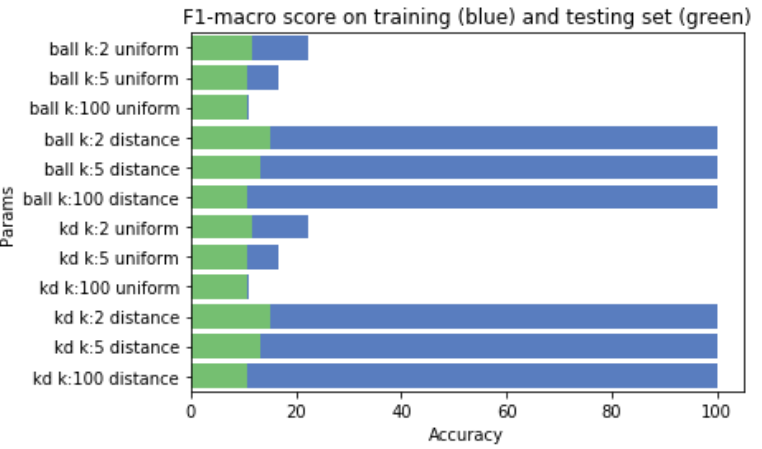 F1-macro score on training (blue) and testing set (green)
Params
ball k:2 uniform
ball k:5 uniform
ball k:100 uniform
ball k:2 distance
ball k:5 distance
ball k:100 distance
kd k:2 uniform
kd k:5 uniform
kd k:100 uniform
kd k:2 distance
kd k:5 distance
kd k:100 distance
0 20 40 60 80 100
Accuracy